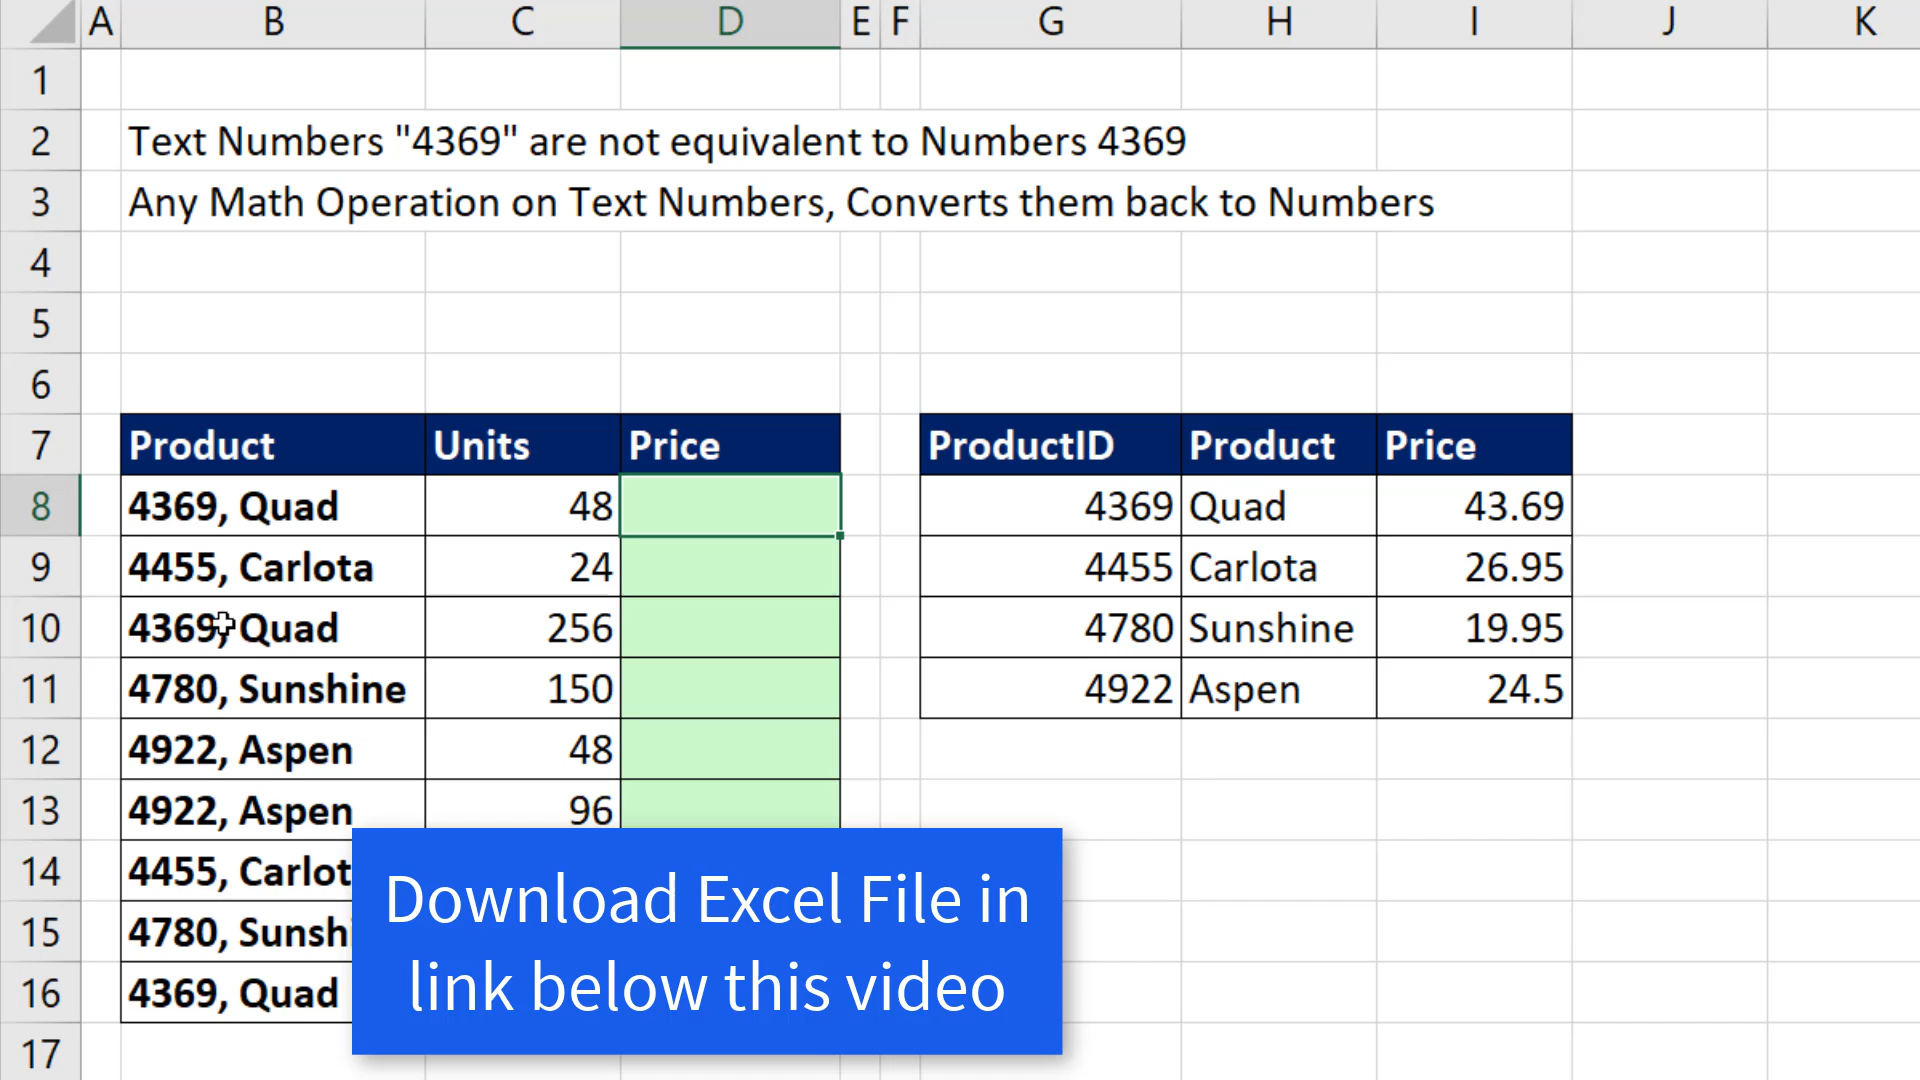 A B C D E F G H I J K
1
2 Text Numbers "4369" are not equivalent to Numbers 4369
3 Any Math Operation on Text Numbers, Converts them back to Numbers
4
5
6
7 Product Units Price ProductID Product Price
8 4369, Quad 48 4369 Quad 43.69
9 4455, Carlota 24 4455 Carlota 26.95
10 4369, Quad 256 4780 Sunshine 19.95
11 4780, Sunshine 150 4922 Aspen 24.5
12 4922, Aspen 48
13 4922, Aspen 96
14 4455, Carlot
15 4780, Sunshi
16 4369, Quad
17
Download Excel File in
link below this video